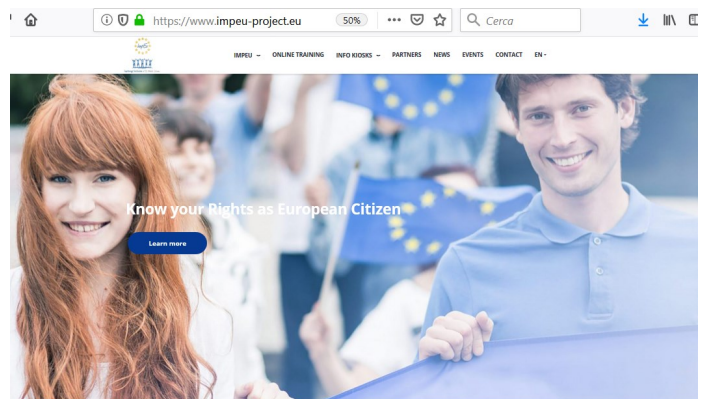 https://www.impeu-project.eu 50% Cerca
IMPEU ONLINE TRAINING INFO KIOSKS PARTNERS NEWS EVENTS CONTACT EN
Know your Rights as European Citizen
Learn more